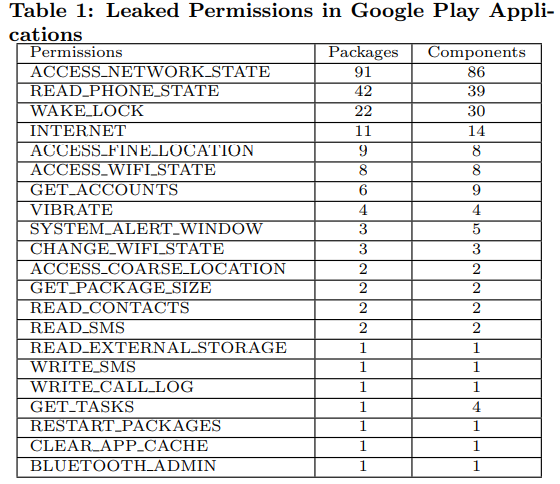 Table 1: Leaked Permissions in Google Play Appli-
cations
Permissions Packages Components
ACCESS_NETWORK_STATE 91 86
READ_PHONE_STATE 42 39
WAKE_LOCK 22 30
INTERNET 11 14
ACCESS_FINE_LOCATION 9 8
ACCESS_WIFI_STATE 8 8
GET_ACCOUNTS 6 9
VIBRATE 4 4
SYSTEM_ALERT_WINDOW 3 5
CHANGE_WIFI_STATE 3 3
ACCESS_COARSE_LOCATION 2 2
GET_PACKAGE_SIZE 2 2
READ_CONTACTS 2 2
READ_SMS 2 2
READ_EXTERNAL_STORAGE 1 1
WRITE_SMS 1 1
WRITE_CALL_LOG 1 1
GET_TASKS 1 4
RESTART_PACKAGES 1 1
CLEAR_APP_CACHE 1 1
BLUETOOTH_ADMIN 1 1